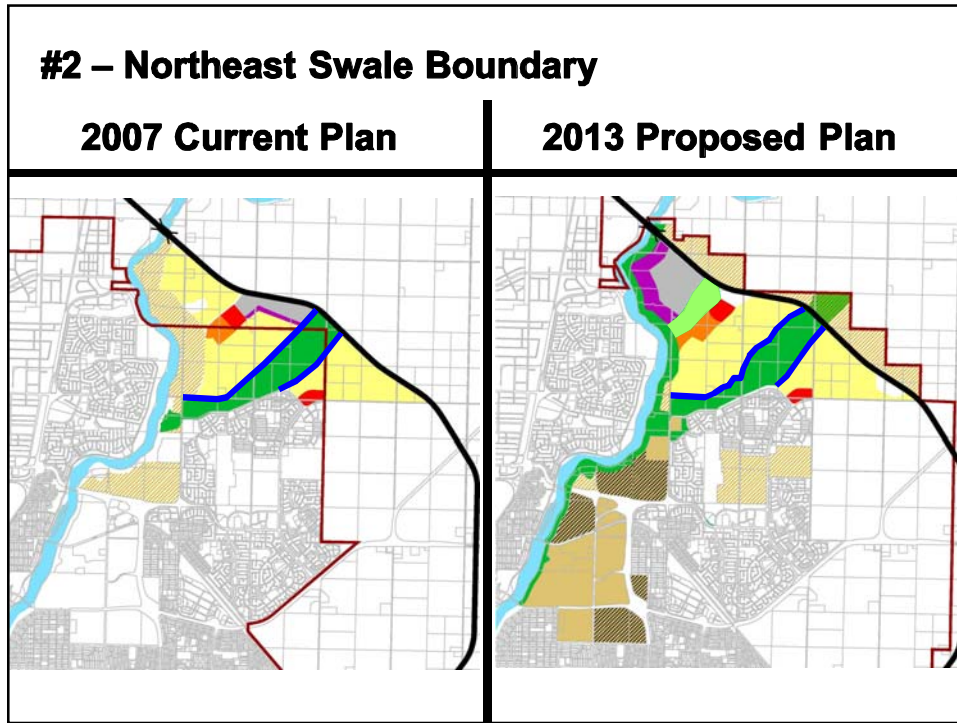 #2 – Northeast Swale Boundary
2007 Current Plan
2013 Proposed Plan